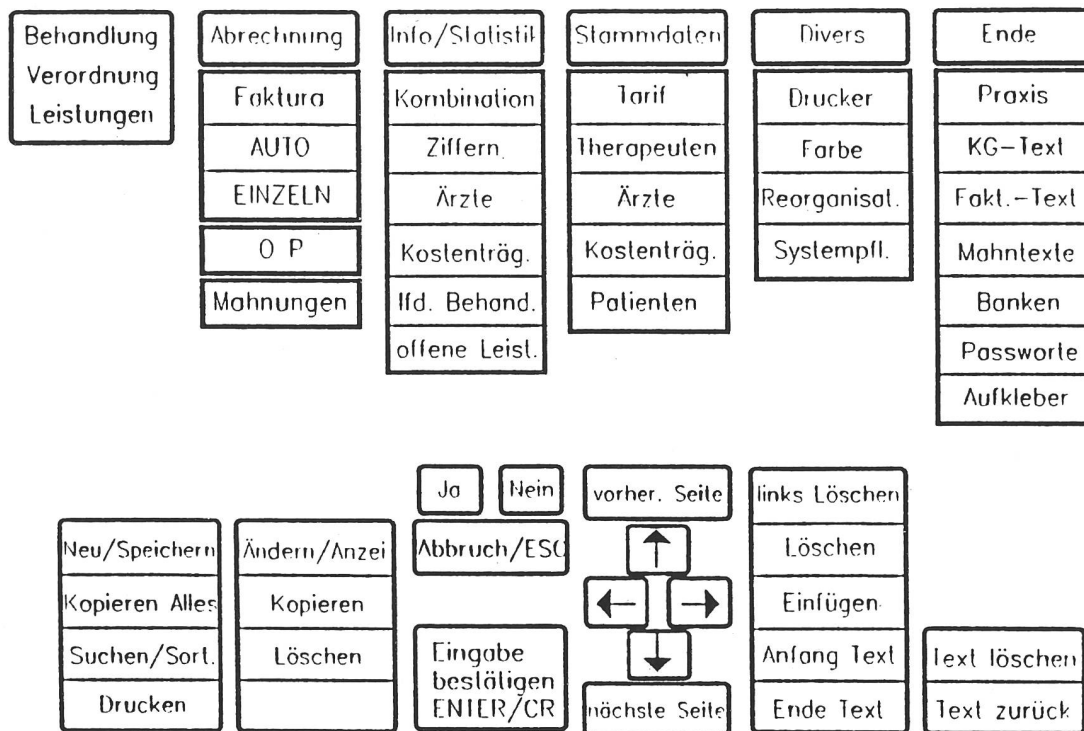 Behandlung
Verordnung
Leistungen
Abrechnung
Faktura
AUTO
EINZELN
O P
Mahnungen
Info/Statistik
Kombination
Ziffern.
Ärzte
Kostenträg.
lfd. Behand.
offene Leist.
Stammdaten
Tarif
Therapeuten
Ärzte
Kostenträg.
Patienten
Divers
Drucker
Farbe
Reorganisat.
Systempfl.
Ende
Praxis
KG-Text
Fakt.-Text
Mahntexte
Banken
Passworte
Aufkleber
Neu/Speichern
Kopieren Alles
Suchen/Sort.
Drucken
Ändern/Anzei
Kopieren
Löschen
Ja
Nein
Abbruch/ESC
Eingabe
bestätigen
ENTER/CR
vorher. Seite
nächste Seite
links Löschen
Löschen
Einfügen
Anfang Text
Ende Text
Text löschen
Text zurück